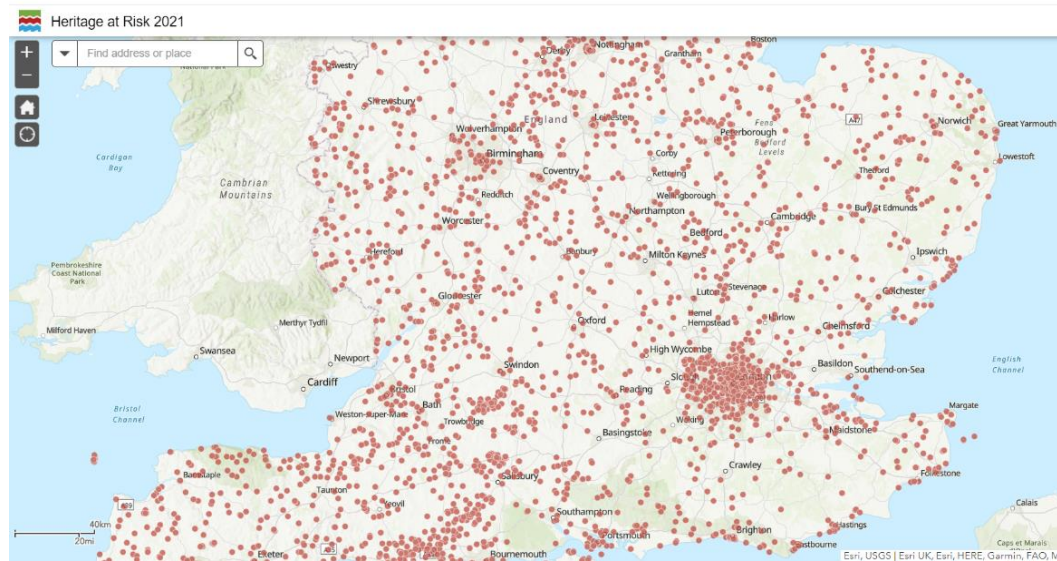 Heritage at Risk 2021
+
Find address or place
−
Boston
Derby
Nottingham
Grantham
National Park
Oswestry
Shrewsbury
England
Leicester
Fens
Peterborough
Bedford
Levels
A47
Norwich
Great Yarmouth
Lowestoft
Wolverhampton
Birmingham
Corby
Cardigan
Bay
Cambrian
Mountains
Coventry
Kettering
Thetford
Redditch
Wellingborough
Worcester
Northampton
Cambridge
Bury St Edmunds
Hereford
Banbury
Bedford
Milton Keynes
Ipswich
Pembrokeshire
Coast National
Park
Gloucester
Luton
Stevenage
Colchester
Milford Haven
Merthyr Tydfil
Oxford
Hemel
Hempstead
Harlow
Chelmsford
Swansea
Newport
Swindon
High Wycombe
Basildon
Southend-on-Sea
English
Channel
Cardiff
Slough
London
Reading
Bristol
Channel
Bristol
Bath
Weston-super-Mare
Trowbridge
Woking
Margate
Maidstone
Frome
Basingstoke
Crawley
Barnstaple
Salisbury
Folkestone
Taunton
Yeovil
A39
Southampton
Calais
40km
20mi
Exeter
A35
Portsmouth
Brighton
Hastings
Bournemouth
Eastbourne
Caps et Marais
Esri, USGS | Esri UK, Esri, HERE, Garmin, FAO, M